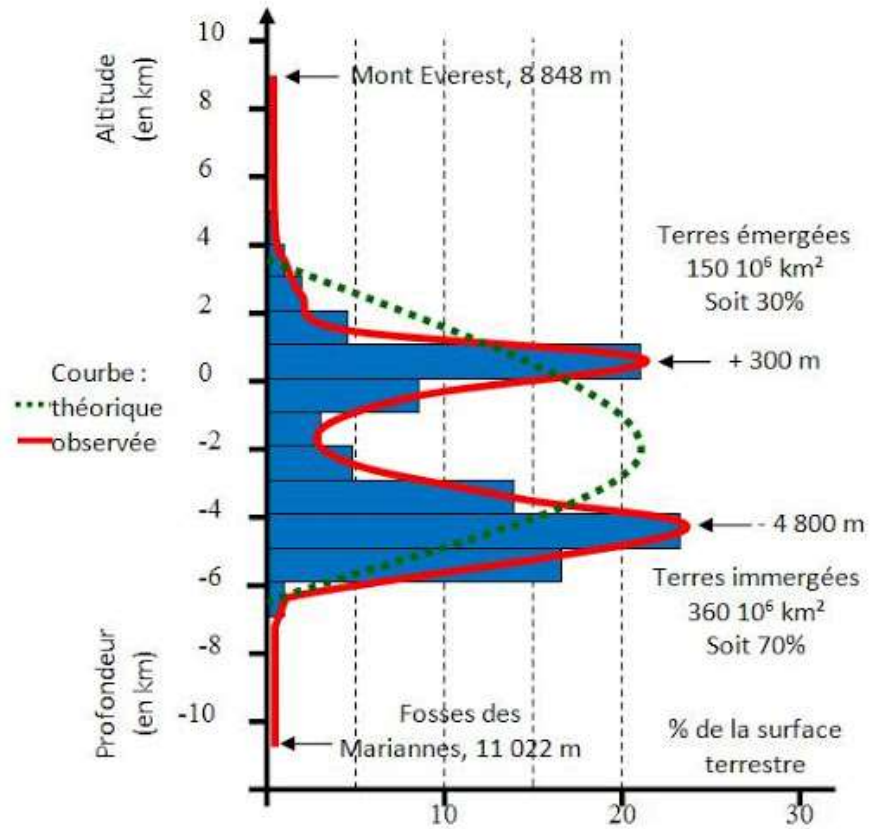 10
Altitude
(en km)
8
6
4
2
0
-2
-4
-6
-8
-10
Profondeur
(en km)
Mont Everest, 8 848 m
Terres émergées
150 10⁶ km²
Soit 30%
+ 300 m
Courbe :
théorique
observée
- 4 800 m
Terres immergées
360 10⁶ km²
Soit 70%
Fosses des
Mariannes, 11 022 m
% de la surface
terrestre
10
20
30